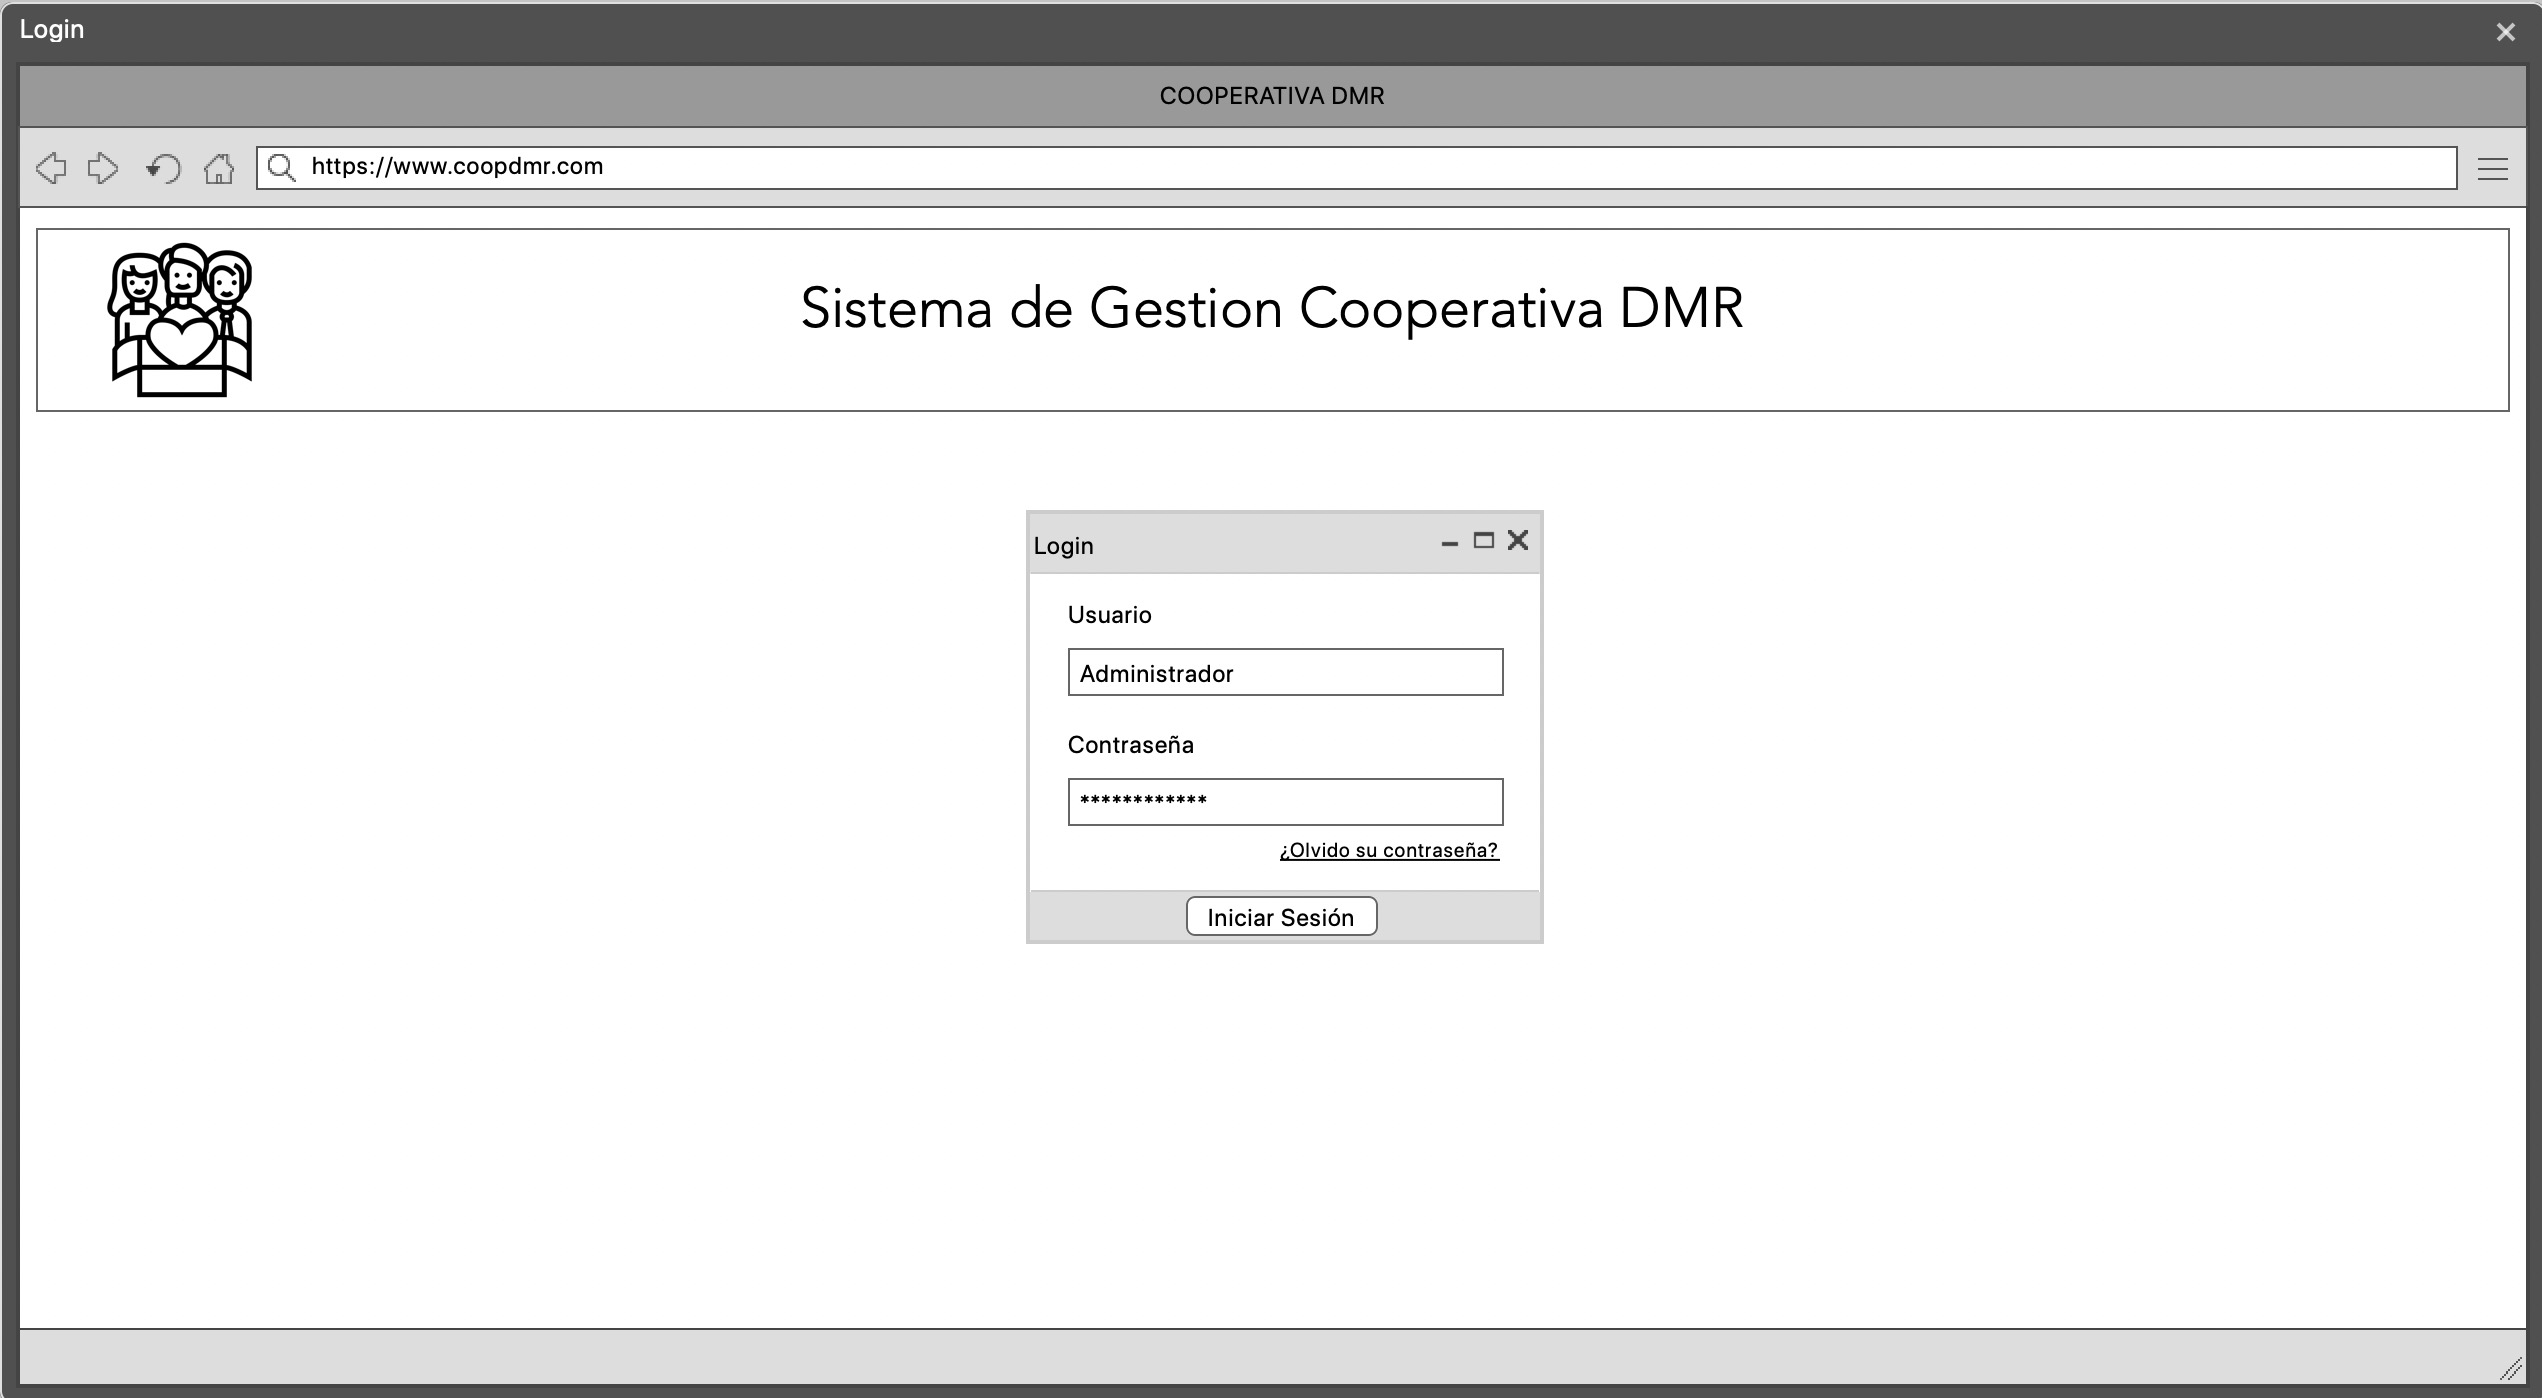 Login
COOPERATIVA DMR
https://www.coopdmr.com
Sistema de Gestion Cooperativa DMR
Login
Usuario
Administrador
Contraseña
************
¿Olvido su contraseña?
Iniciar Sesión